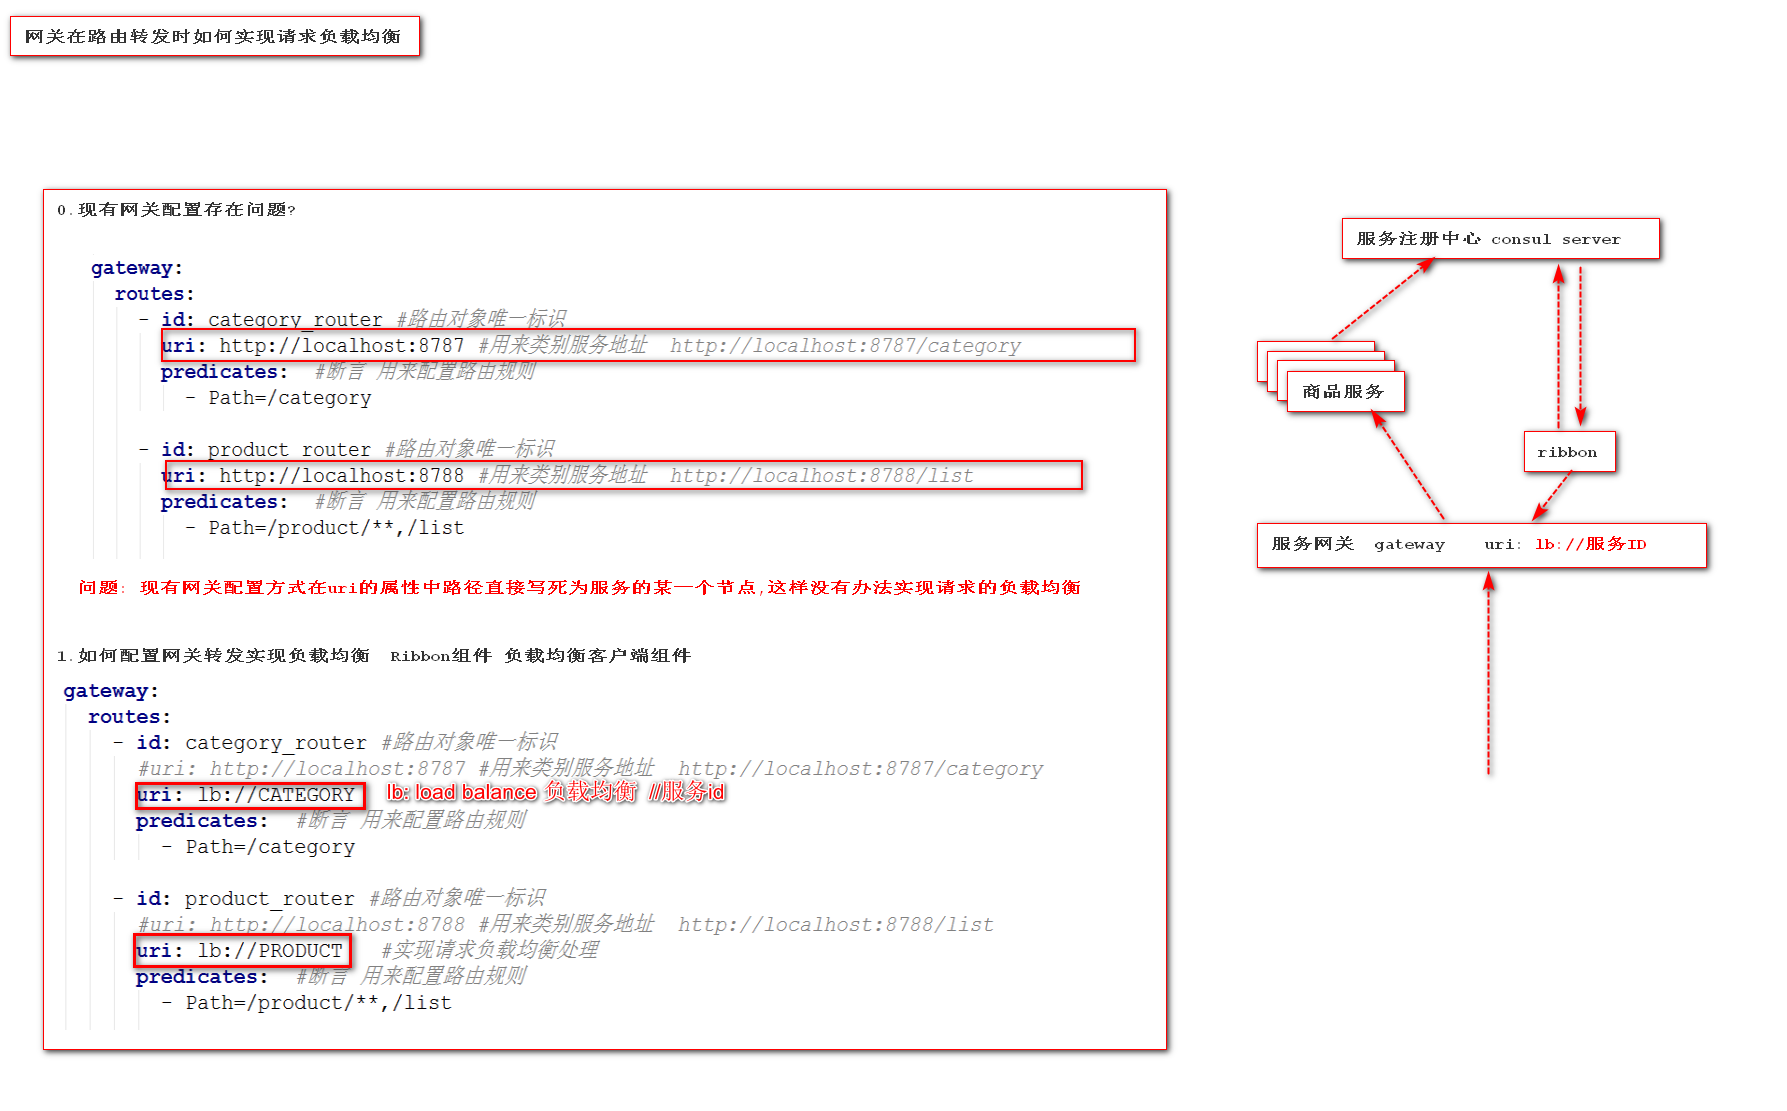 网关在路由转发时如何实现请求负载均衡
0.现有网关配置存在问题?
gateway:
routes:
- id: category_router #路由对象唯一标识
uri: http://localhost:8787 #用来类别服务地址 http://localhost:8787/category
predicates: #断言 用来配置路由规则
- Path=/category
- id: product_router #路由对象唯一标识
uri: http://localhost:8788 #用来类别服务地址 http://localhost:8788/list
predicates: #断言 用来配置路由规则
- Path=/product/**,/list
问题: 现有网关配置方式在uri的属性中路径直接写死为服务的某一个节点,这样没有办法实现请求的负载均衡
1.如何配置网关转发实现负载均衡 Ribbon组件 负载均衡客户端组件
gateway:
routes:
- id: category_router #路由对象唯一标识
#uri: http://localhost:8787 #用来类别服务地址 http://localhost:8787/category
uri: lb://CATEGORY lb: load balance 负载均衡 //服务id
predicates: #断言 用来配置路由规则
- Path=/category
- id: product_router #路由对象唯一标识
#uri: http://localhost:8788 #用来类别服务地址 http://localhost:8788/list
uri: lb://PRODUCT #实现请求负载均衡处理
predicates: #断言 用来配置路由规则
- Path=/product/**,/list
服务注册中心 consul server
商品服务
ribbon
服务网关 gateway uri: lb://服务ID